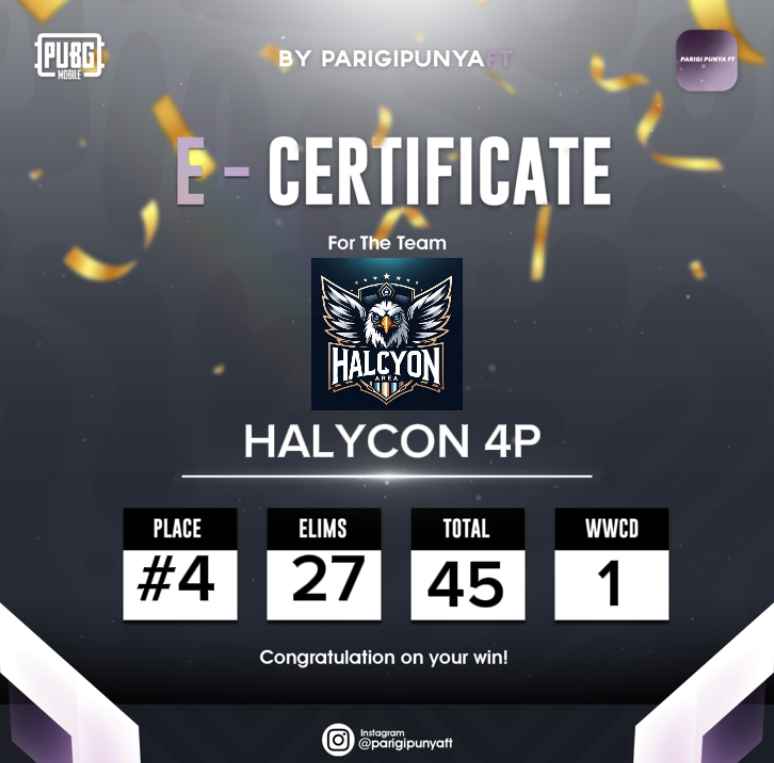 PUBG
MOBILE
BY PARIGIPUNYAFT
PARIGI PUNYA FT
E - CERTIFICATE
For The Team
HALCYON
AREA
HALYCON 4P
PLACE ELIMS TOTAL WWCD
#4 27 45 1
Congratulation on your win!
Instagram
@parigipunyaft